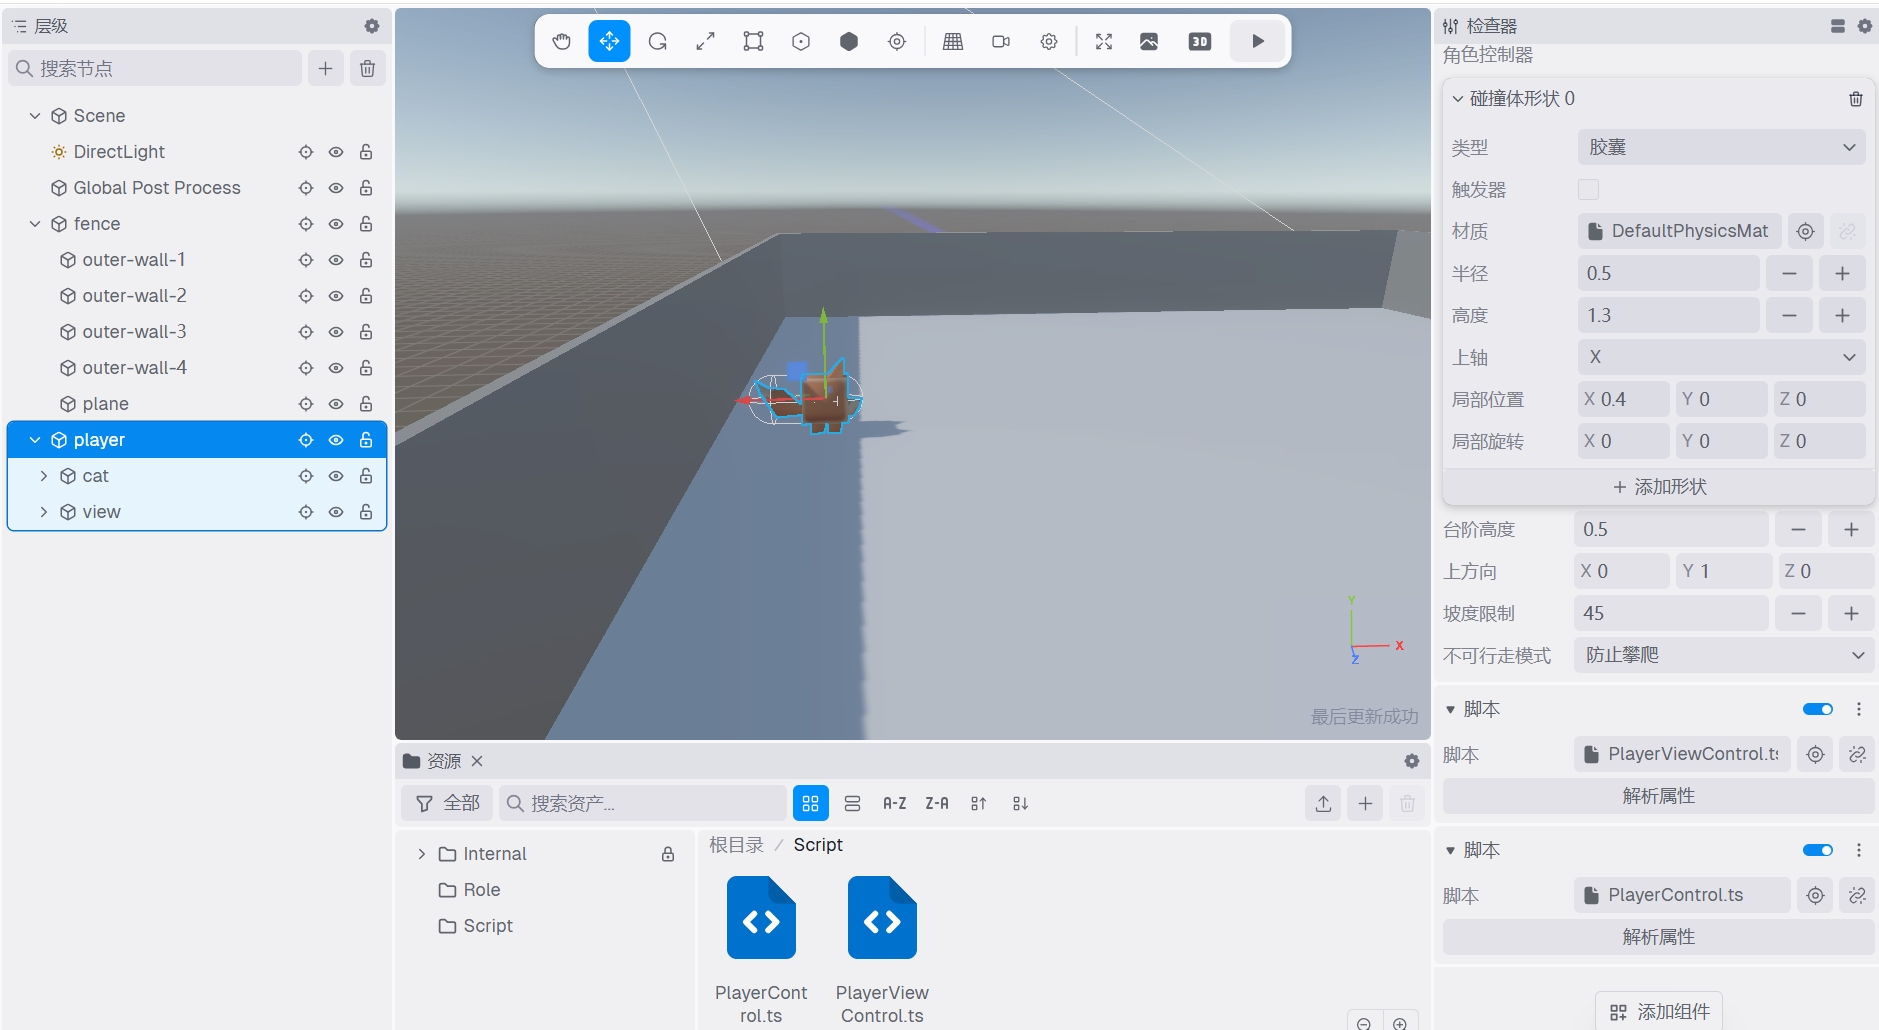 层级
搜索节点
Scene
DirectLight
Global Post Process
fence
outer-wall-1
outer-wall-2
outer-wall-3
outer-wall-4
plane
player
cat
view
3D
Y
X
Z
最后更新成功
资源
全部
搜索资产...
A-Z
Z-A
Internal
Role
Script
根目录 / Script
PlayerCont
rol.ts
PlayerView
Control.ts
检查器
角色控制器
碰撞体形状 0
类型 胶囊
触发器
材质 DefaultPhysicsMat
半径 0.5
高度 1.3
上轴 X
局部位置 X 0.4 Y 0 Z 0
局部旋转 X 0 Y 0 Z 0
添加形状
台阶高度 0.5
上方向 X 0 Y 1 Z 0
坡度限制 45
不可行走模式 防止攀爬
脚本
脚本 PlayerViewControl.ts
解析属性
脚本
脚本 PlayerControl.ts
解析属性
添加组件